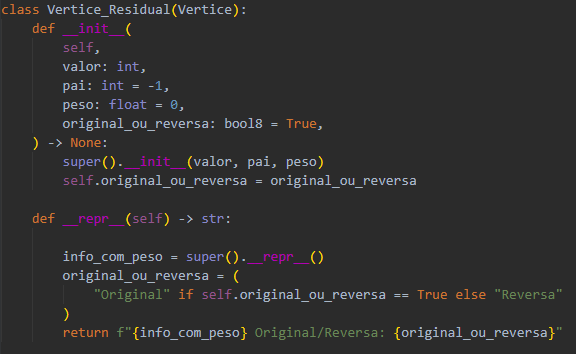 class Vertice_Residual(Vertice):
    def __init__(
        self,
        valor: int,
        pai: int = -1,
        peso: float = 0,
        original_ou_reversa: bool8 = True,
    ) -> None:
        super().__init__(valor, pai, peso)
        self.original_ou_reversa = original_ou_reversa

    def __repr__(self) -> str:

        info_com_peso = super().__repr__()
        original_ou_reversa = (
            "Original" if self.original_ou_reversa == True else "Reversa"
        )
        return f"{info_com_peso} Original/Reversa: {original_ou_reversa}"